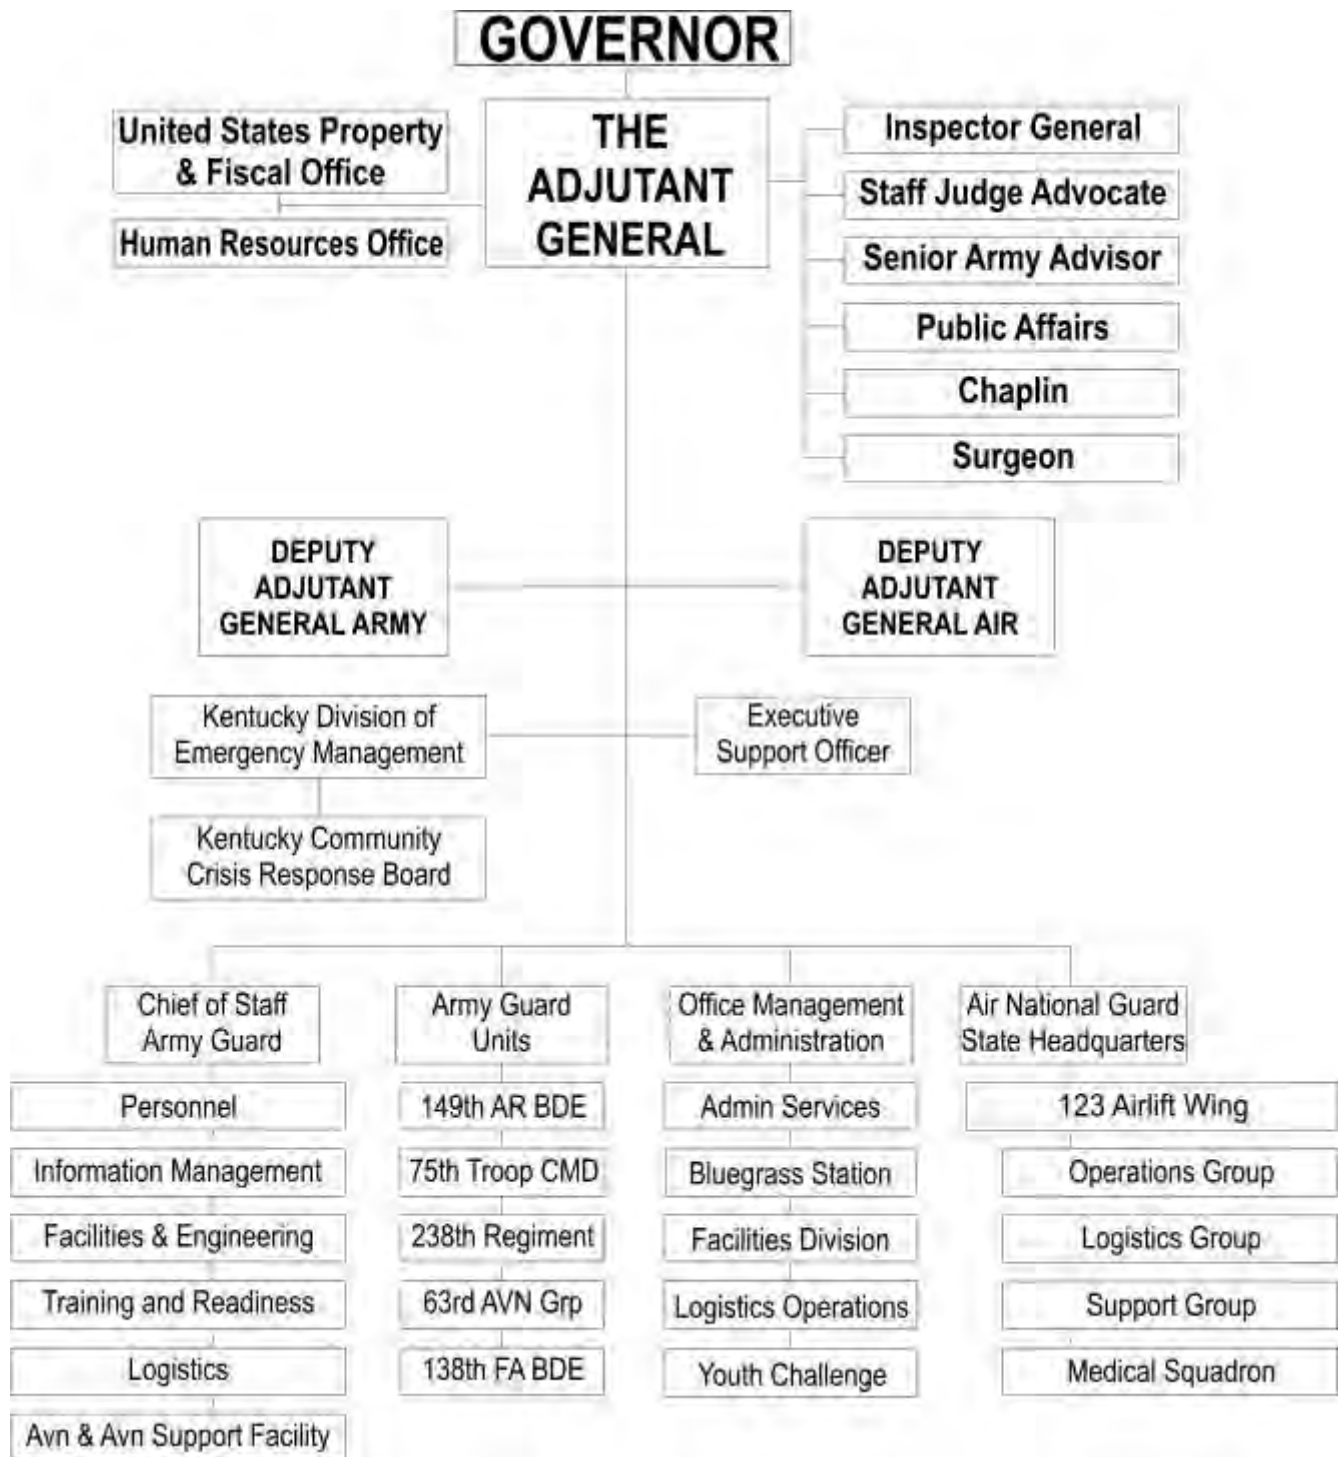 GOVERNOR
United States Property
& Fiscal Office
Human Resources Office
THE
ADJUTANT
GENERAL
Inspector General
Staff Judge Advocate
Senior Army Advisor
Public Affairs
Chaplin
Surgeon
DEPUTY
ADJUTANT
GENERAL ARMY
DEPUTY
ADJUTANT
GENERAL AIR
Kentucky Division of
Emergency Management
Executive
Support Officer
Kentucky Community
Crisis Response Board
Chief of Staff
Army Guard
Personnel
Information Management
Facilities & Engineering
Training and Readiness
Logistics
Avn & Avn Support Facility
Army Guard
Units
149th AR BDE
75th Troop CMD
238th Regiment
63rd AVN Grp
138th FA BDE
Office Management
& Administration
Admin Services
Bluegrass Station
Facilities Division
Logistics Operations
Youth Challenge
Air National Guard
State Headquarters
123 Airlift Wing
Operations Group
Logistics Group
Support Group
Medical Squadron